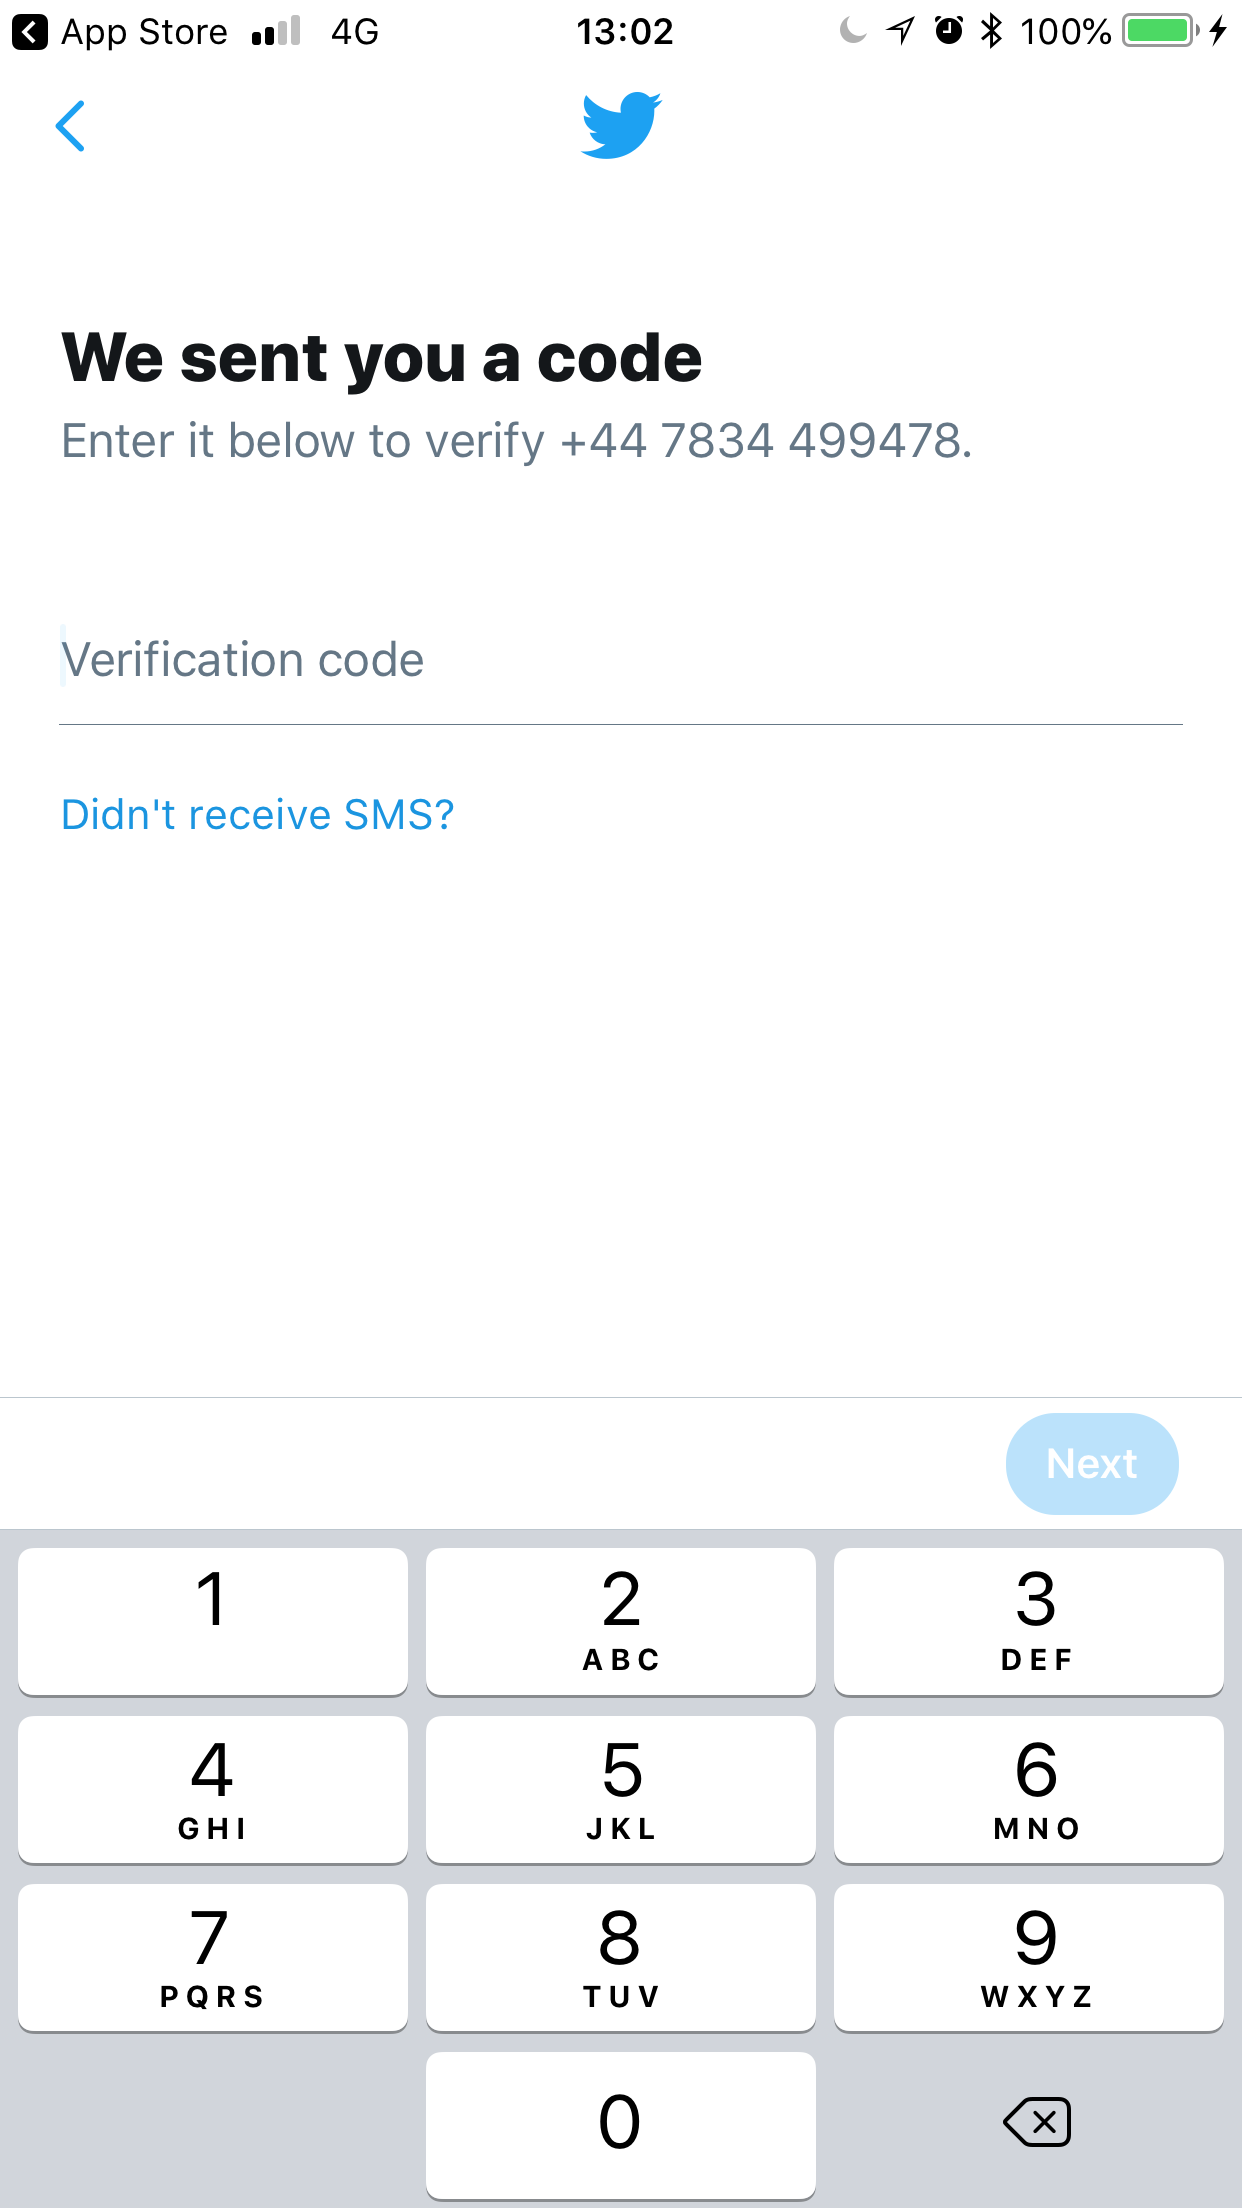 App Store 4G 13:02 100%
We sent you a code
Enter it below to verify +44 7834 499478.
Verification code
Didn't receive SMS?
Next
1 2 3
ABC DEF
4 5 6
GHI JKL MNO
7 8 9
PQRS TUV WXYZ
0